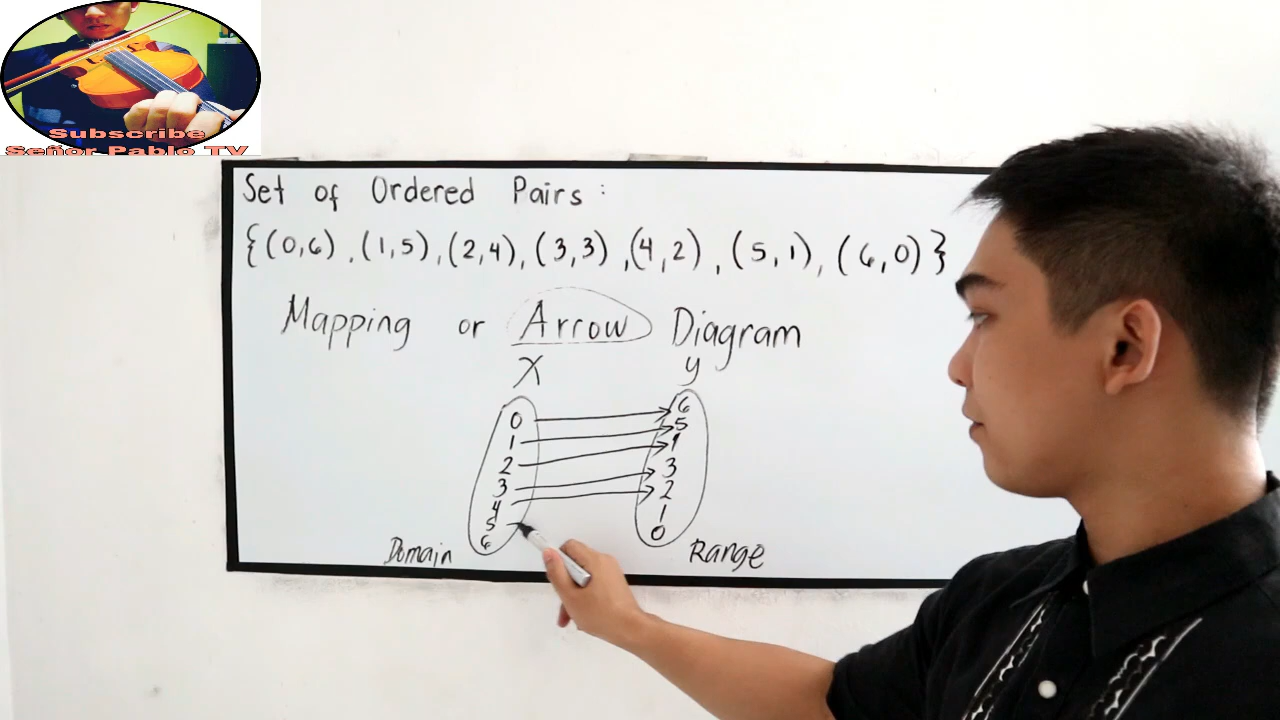 Subscribe
Señor Pablo TV
Set of Ordered Pairs :
{(0,6) , (1,5), (2,4), (3,3) , (4,2) , (5,1), (6,0)}
Mapping or Arrow Diagram
X y
0 6
1 5
2 4
3 3
4 2
5 1
6 0
Domain Range